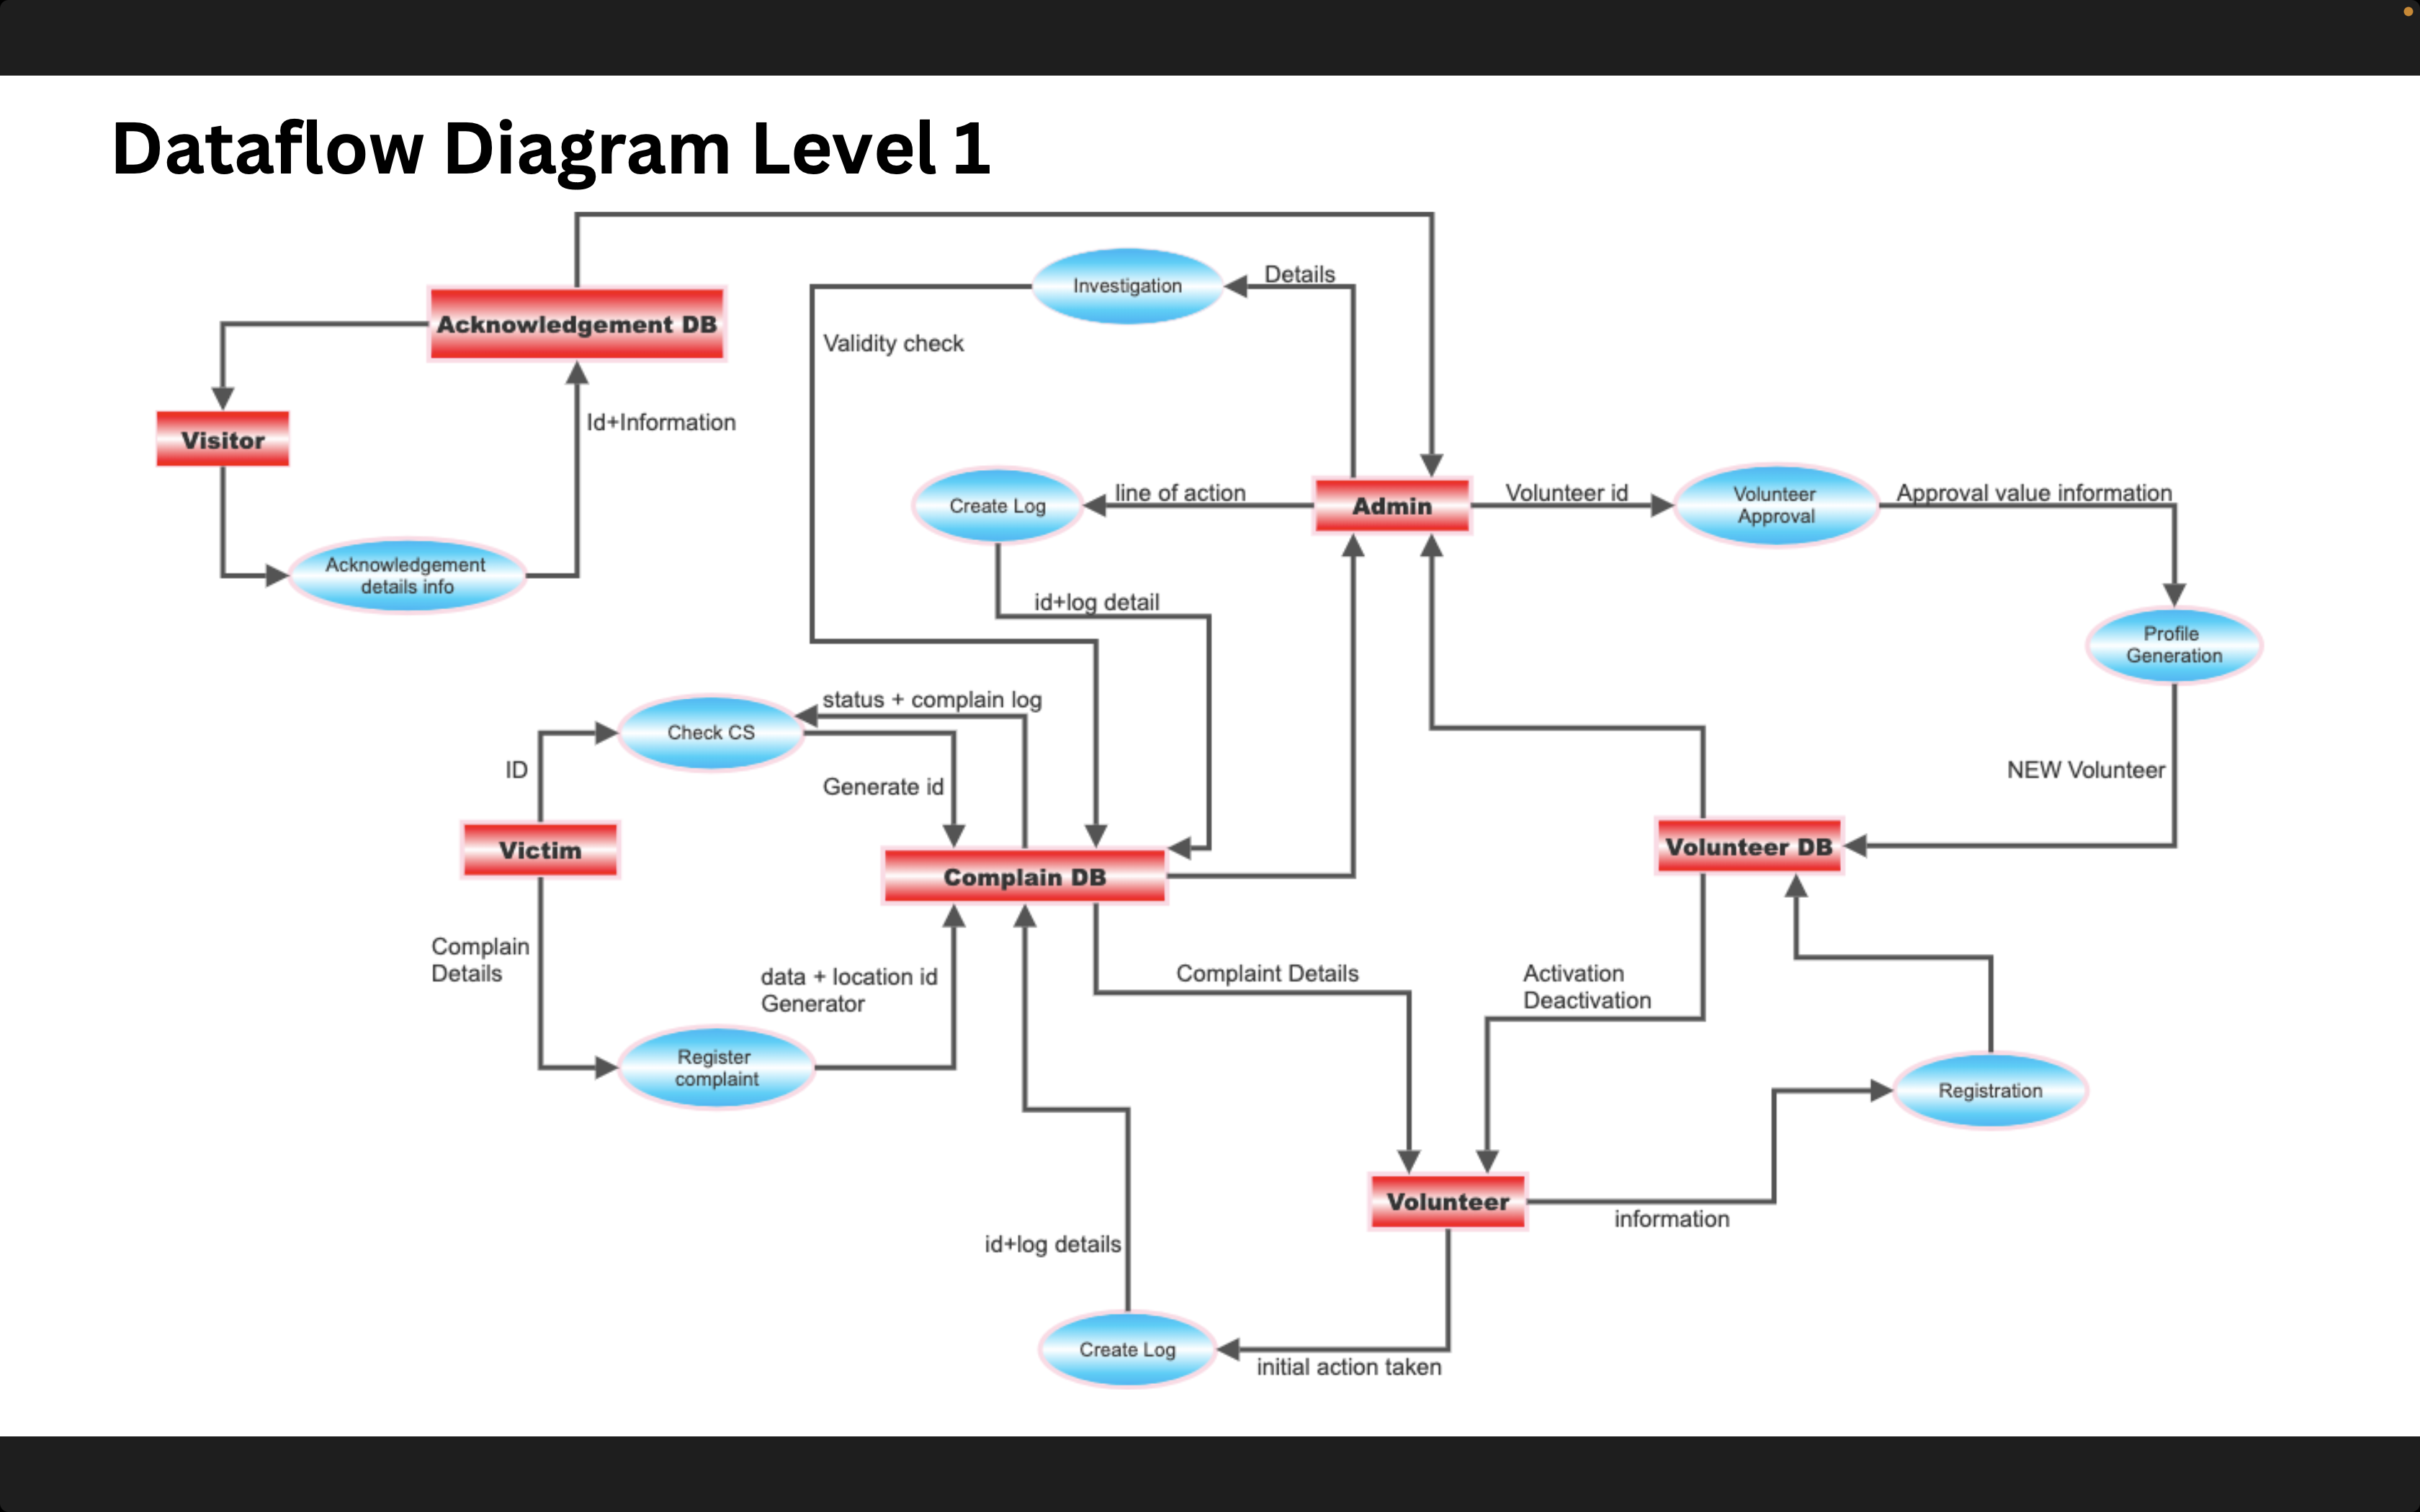 Dataflow Diagram Level 1
Investigation
Details
Acknowledgement DB
Validity check
Id+Information
Visitor
line of action
Volunteer id
Volunteer
Approval
Approval value information
Create Log
Admin
Acknowledgement
details info
id+log detail
Profile
Generation
status + complain log
Check CS
ID
Generate id
NEW Volunteer
Victim
Complain DB
Volunteer DB
Complain
Details
data + location id
Generator
Complaint Details
Activation
Deactivation
Register
complaint
Registration
Volunteer
information
id+log details
Create Log
initial action taken